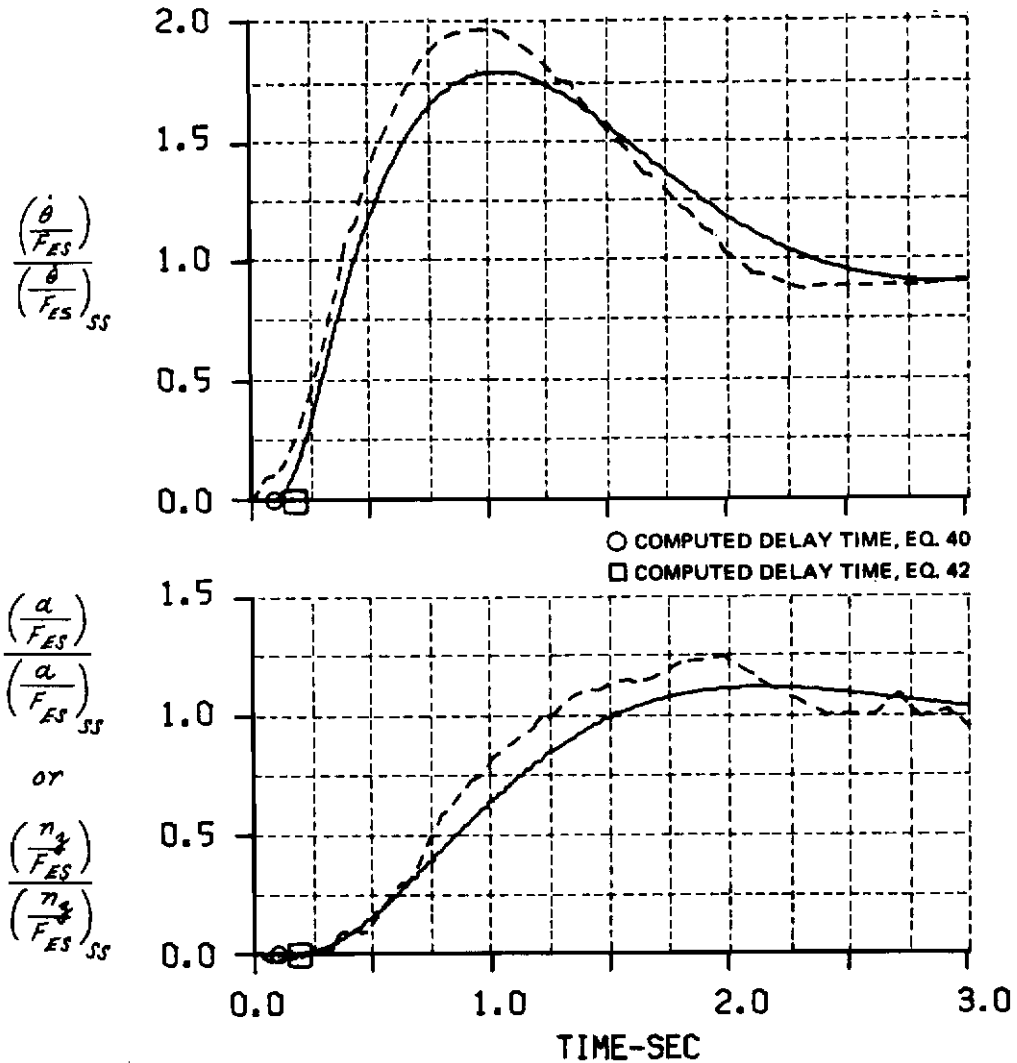 2.0
1.5
1.0
0.5
0.0
(θ̇/F_ES)
(θ̇/F_ES)_SS
○ COMPUTED DELAY TIME, EQ. 40
□ COMPUTED DELAY TIME, EQ. 42
1.5
1.0
0.5
0.0
(α/F_ES)
(α/F_ES)_SS
or
(n_z/F_ES)
(n_z/F_ES)_SS
0.0 1.0 2.0 3.0
TIME-SEC